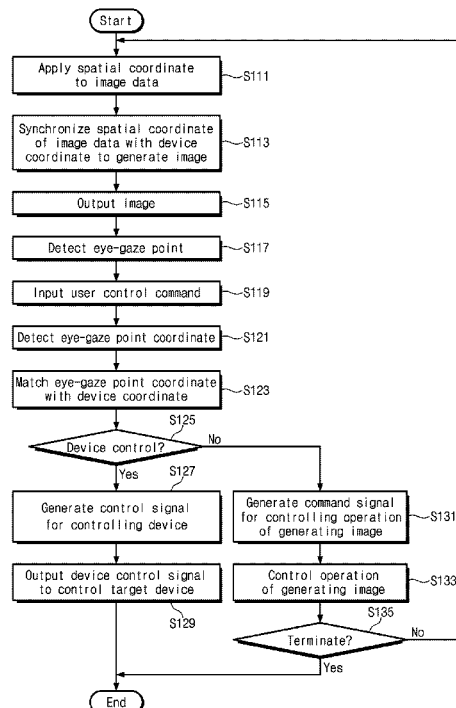 Start
Apply spatial coordinate
to image data
S111
Synchronize spatial coordinate
of image data with device
coordinate to generate image
S113
Output image
S115
Detect eye-gaze point
S117
Input user control command
S119
Detect eye-gaze point coordinate
S121
Match eye-gaze point coordinate
with device coordinate
S123
S125
Device control?
No
Yes
S127
Generate control signal
for controlling device
Generate command signal
for controlling operation
of generating image
S131
Output device control signal
to control target device
S129
Control operation
of generating image
S133
S135
Terminate?
No
Yes
End